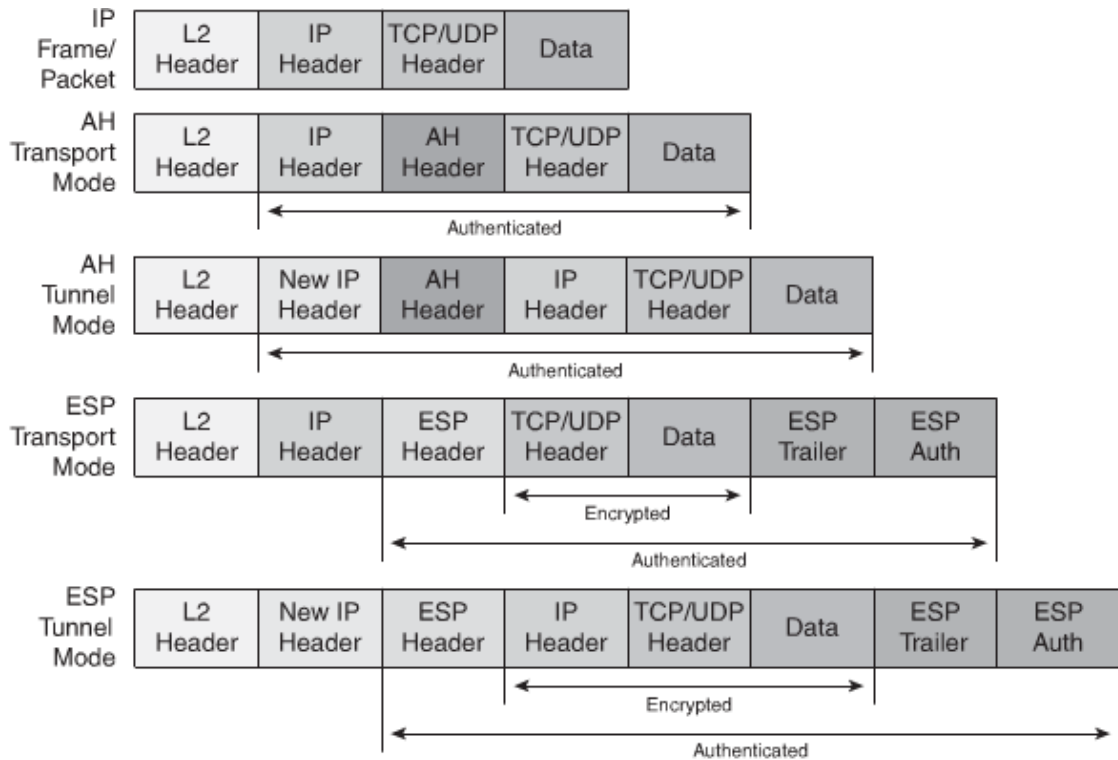 IP
Frame/
Packet
L2
Header
IP
Header
TCP/UDP
Header
Data
AH
Transport
Mode
L2
Header
IP
Header
AH
Header
TCP/UDP
Header
Data
Authenticated
AH
Tunnel
Mode
L2
Header
New IP
Header
AH
Header
IP
Header
TCP/UDP
Header
Data
Authenticated
ESP
Transport
Mode
L2
Header
IP
Header
ESP
Header
TCP/UDP
Header
Data
ESP
Trailer
ESP
Auth
Encrypted
Authenticated
ESP
Tunnel
Mode
L2
Header
New IP
Header
ESP
Header
IP
Header
TCP/UDP
Header
Data
ESP
Trailer
ESP
Auth
Encrypted
Authenticated